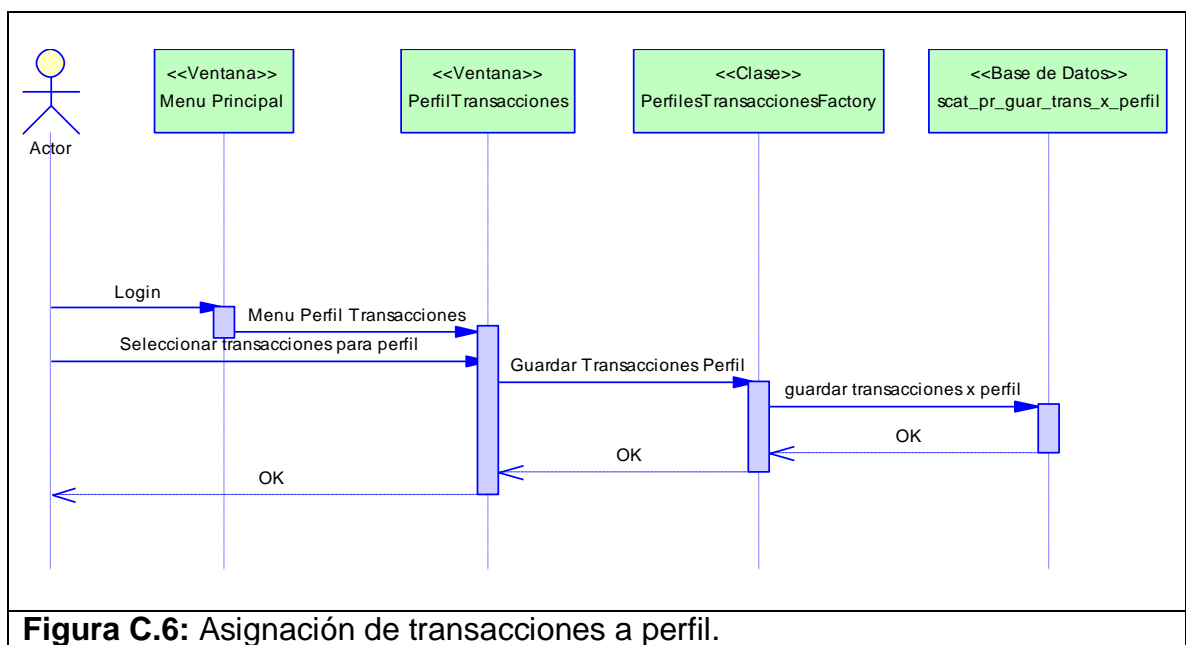 <<Ventana>>
Menu Principal
<<Ventana>>
PerfilTransacciones
<<Clase>>
PerfilesTransaccionesFactory
<<Base de Datos>>
scat_pr_guar_trans_x_perfil
Actor
Login
Menu Perfil Transacciones
Seleccionar transacciones para perfil
Guardar Transacciones Perfil
guardar transacciones x perfil
OK
OK
OK
Figura C.6: Asignación de transacciones a perfil.